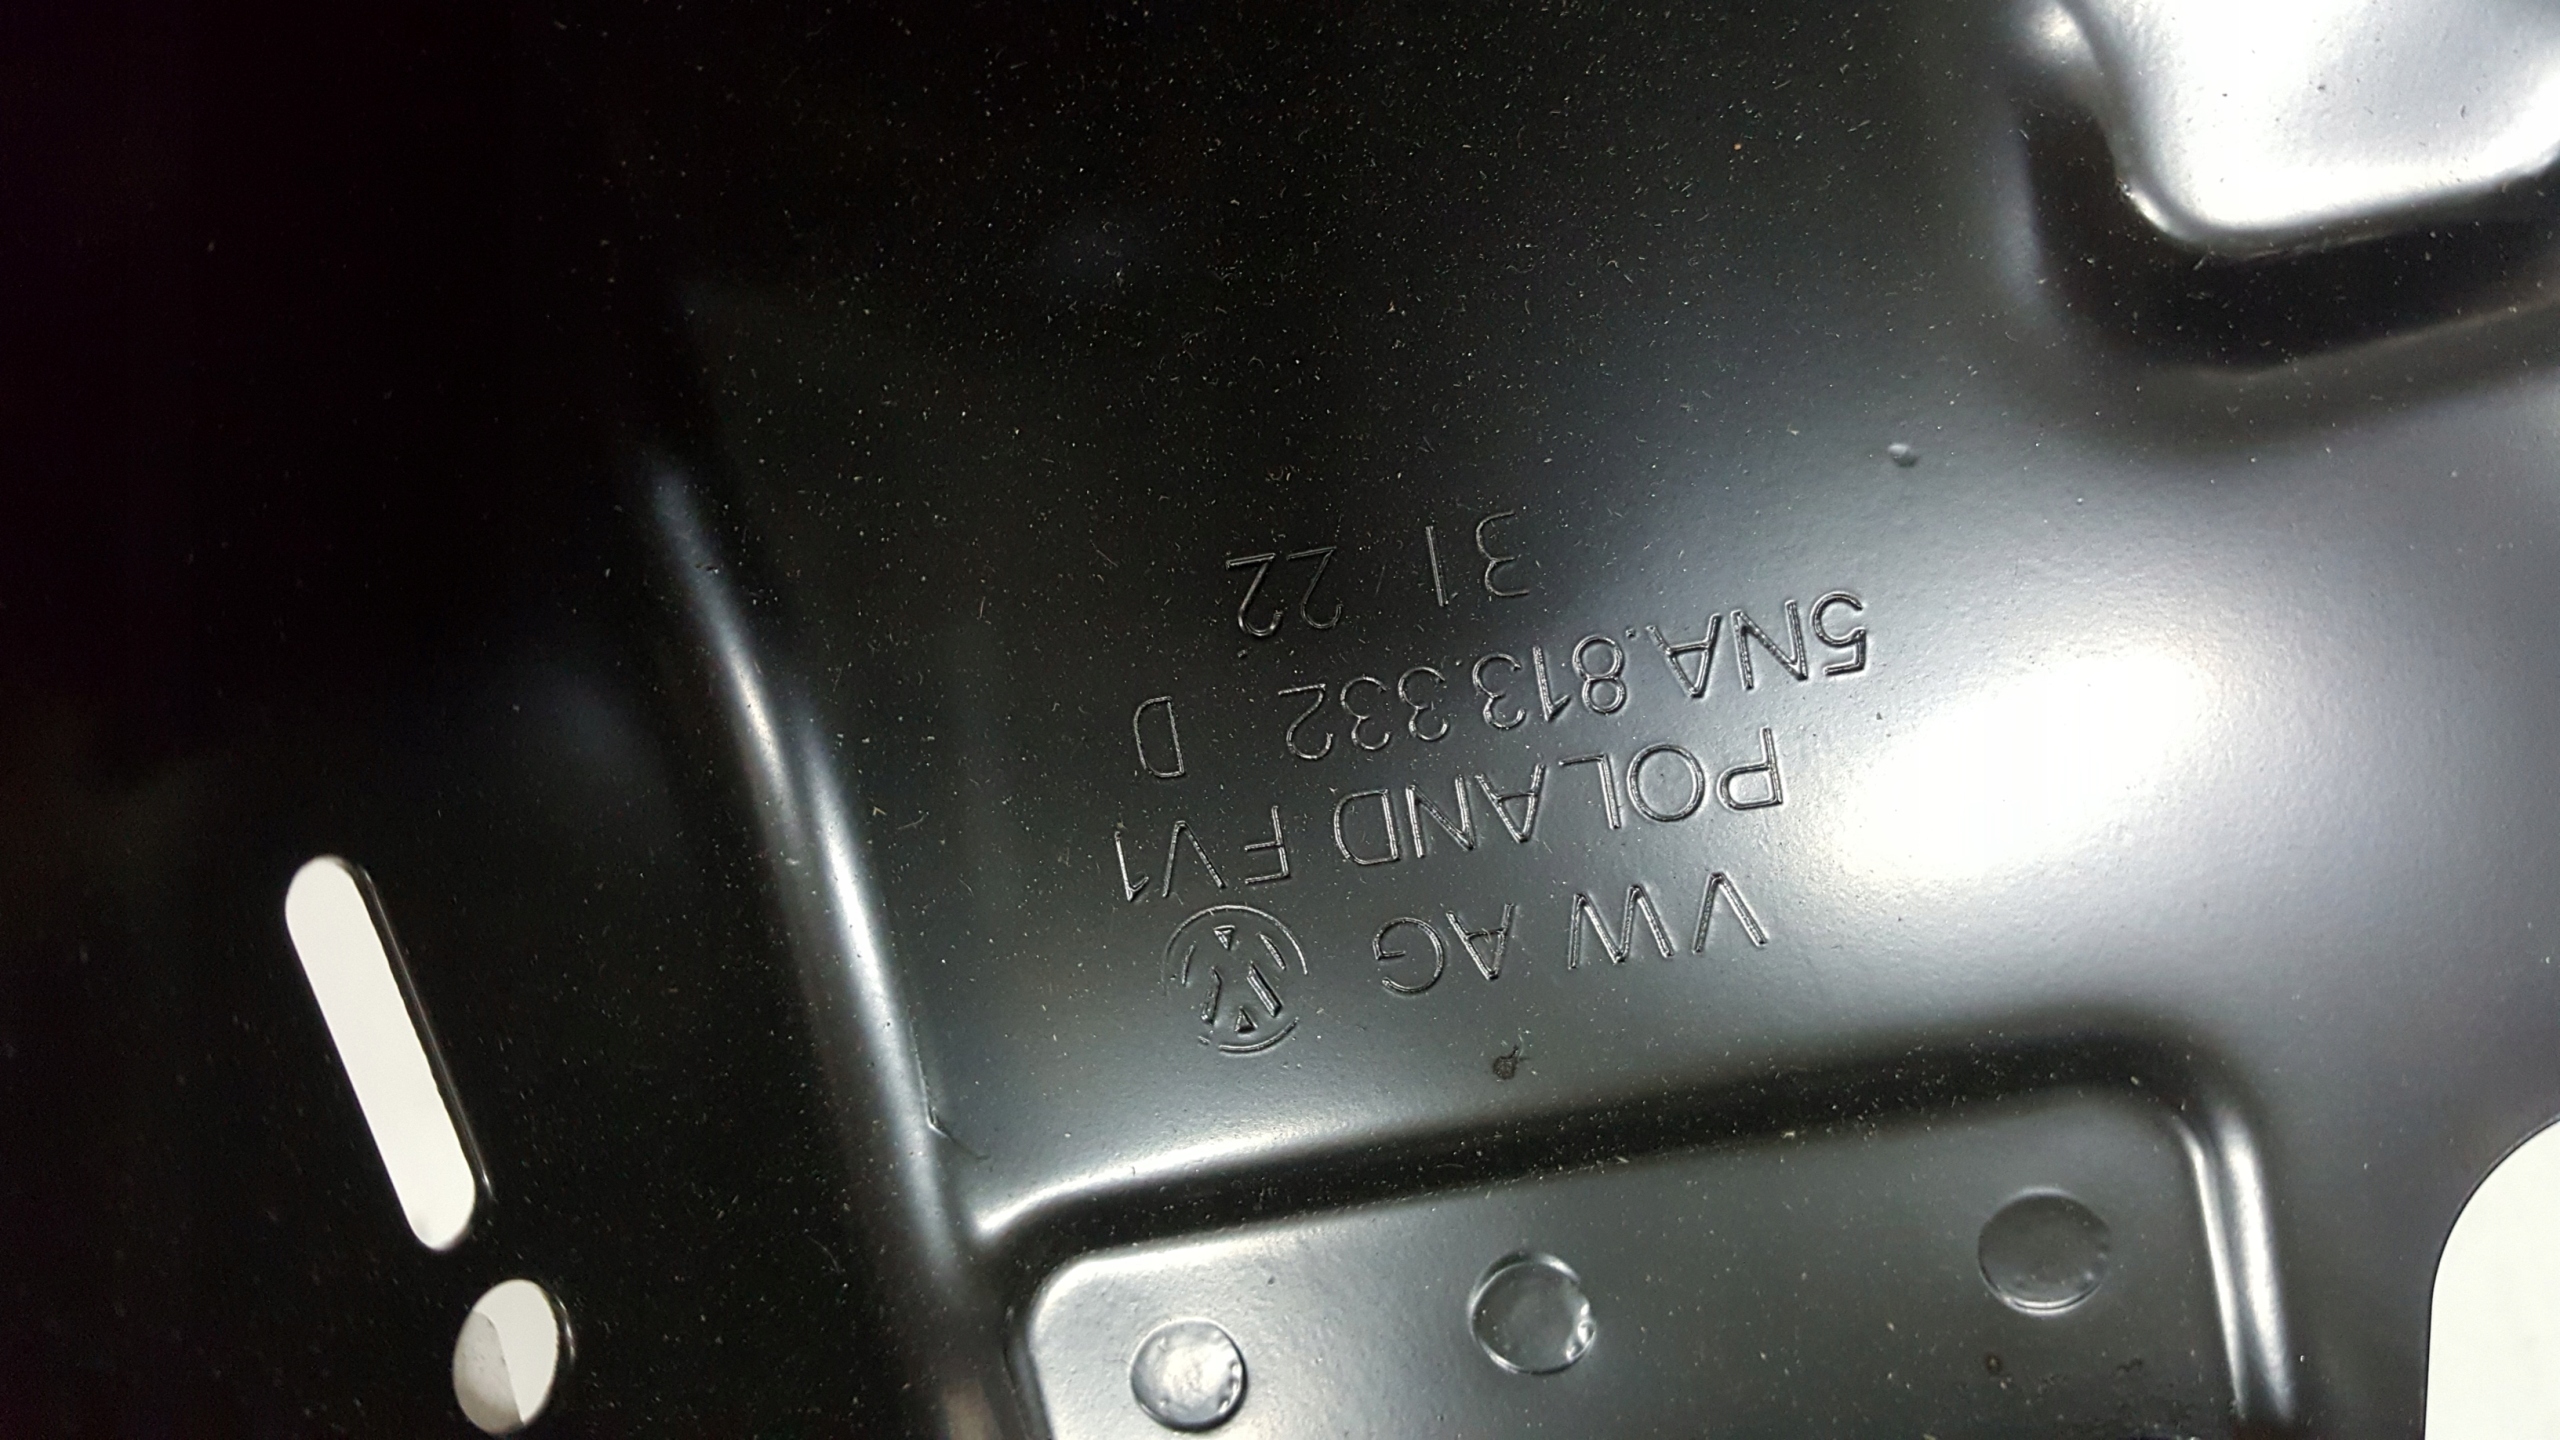 VW AG
POLAND FV1
5NA.813.332 D
31 22